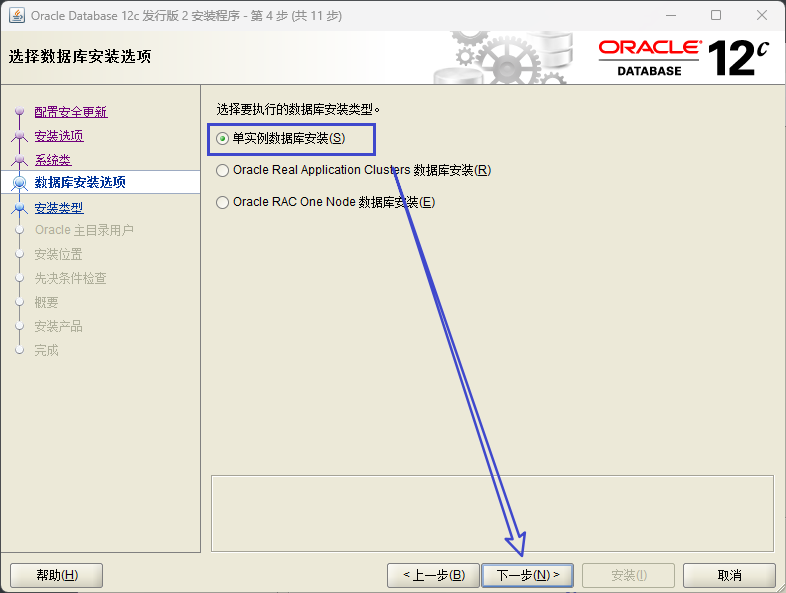 Oracle Database 12c 发行版 2 安装程序 - 第 4 步 (共 11 步)
选择数据库安装选项
ORACLE®
DATABASE
12c
配置安全更新
安装选项
系统类
数据库安装选项
安装类型
Oracle 主目录用户
安装位置
先决条件检查
概要
安装产品
完成
选择要执行的数据库安装类型。
单实例数据库安装(S)
Oracle Real Application Clusters 数据库安装(R)
Oracle RAC One Node 数据库安装(E)
帮助(H)
< 上一步(B)
下一步(N) >
安装(I)
取消